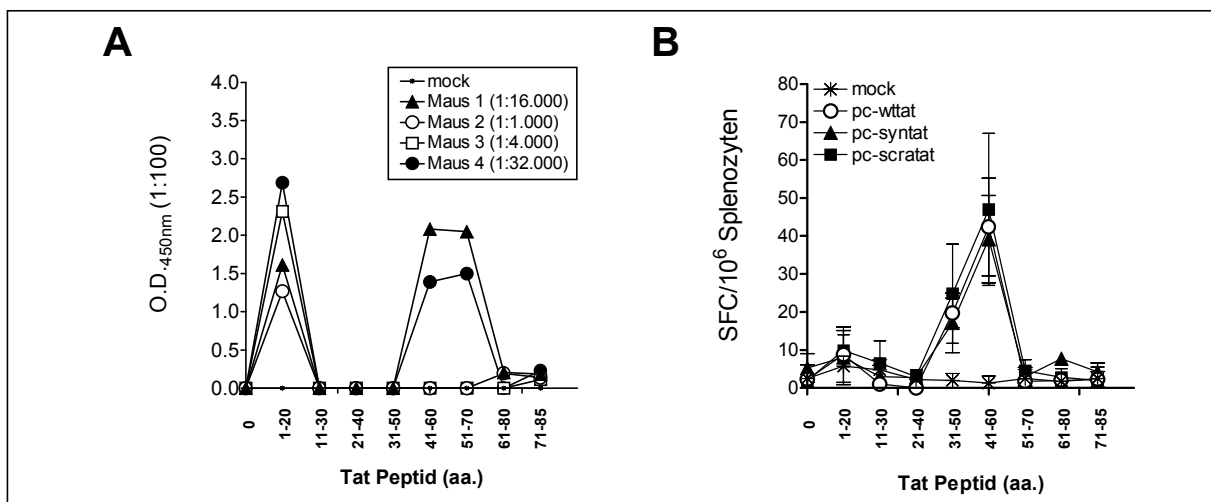 A
O.D.450nm (1:100)
4.0
3.5
3.0
2.5
2.0
1.5
1.0
0.5
0.0
mock
Maus 1 (1:16.000)
Maus 2 (1:1.000)
Maus 3 (1:4.000)
Maus 4 (1:32.000)
0
1-20
11-30
21-40
31-50
41-60
51-70
61-80
71-85
Tat Peptid (aa.)
B
SFC/10⁶ Splenozyten
80
70
60
50
40
30
20
10
0
mock
pc-wttat
pc-syntat
pc-scratat
0
1-20
11-30
21-40
31-50
41-60
51-70
61-80
71-85
Tat Peptid (aa.)